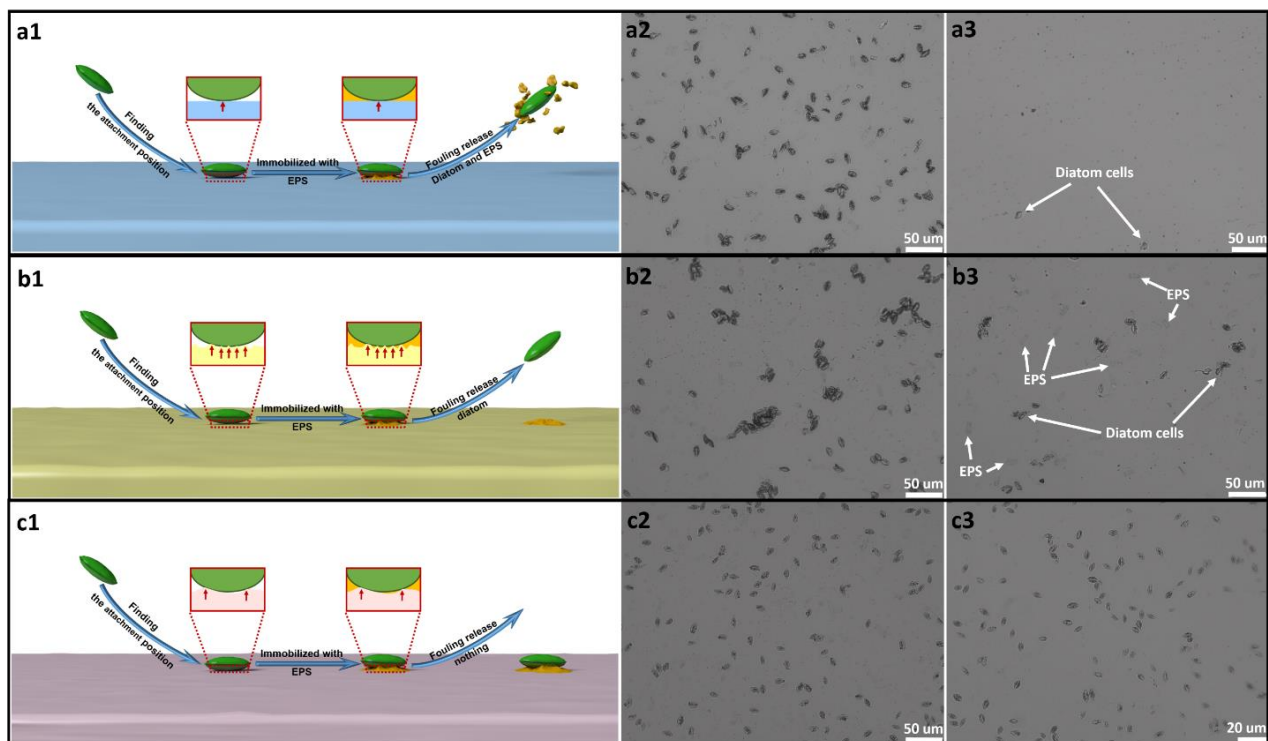 a1
Finding
the attachment position
Immobilized with
EPS
Fouling release
Diatom and EPS
a2
50 um
a3
Diatom cells
50 um
b1
Finding
the attachment position
Immobilized with
EPS
Fouling release
diatom
b2
50 um
b3
EPS
EPS
Diatom cells
EPS
50 um
c1
Finding
the attachment position
Immobilized with
EPS
Fouling release
nothing
c2
50 um
c3
20 um